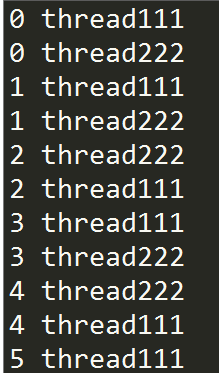 0 thread111
0 thread222
1 thread111
1 thread222
2 thread222
2 thread111
3 thread111
3 thread222
4 thread222
4 thread111
5 thread111